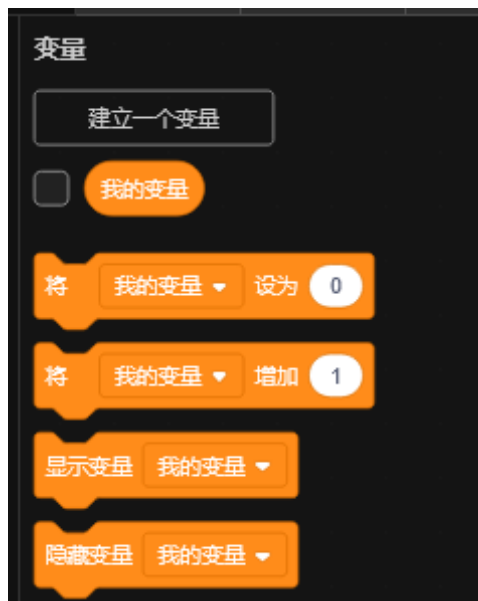 变量
建立一个变量
我的变量
将 我的变量 设为 0
将 我的变量 增加 1
显示变量 我的变量
隐藏变量 我的变量